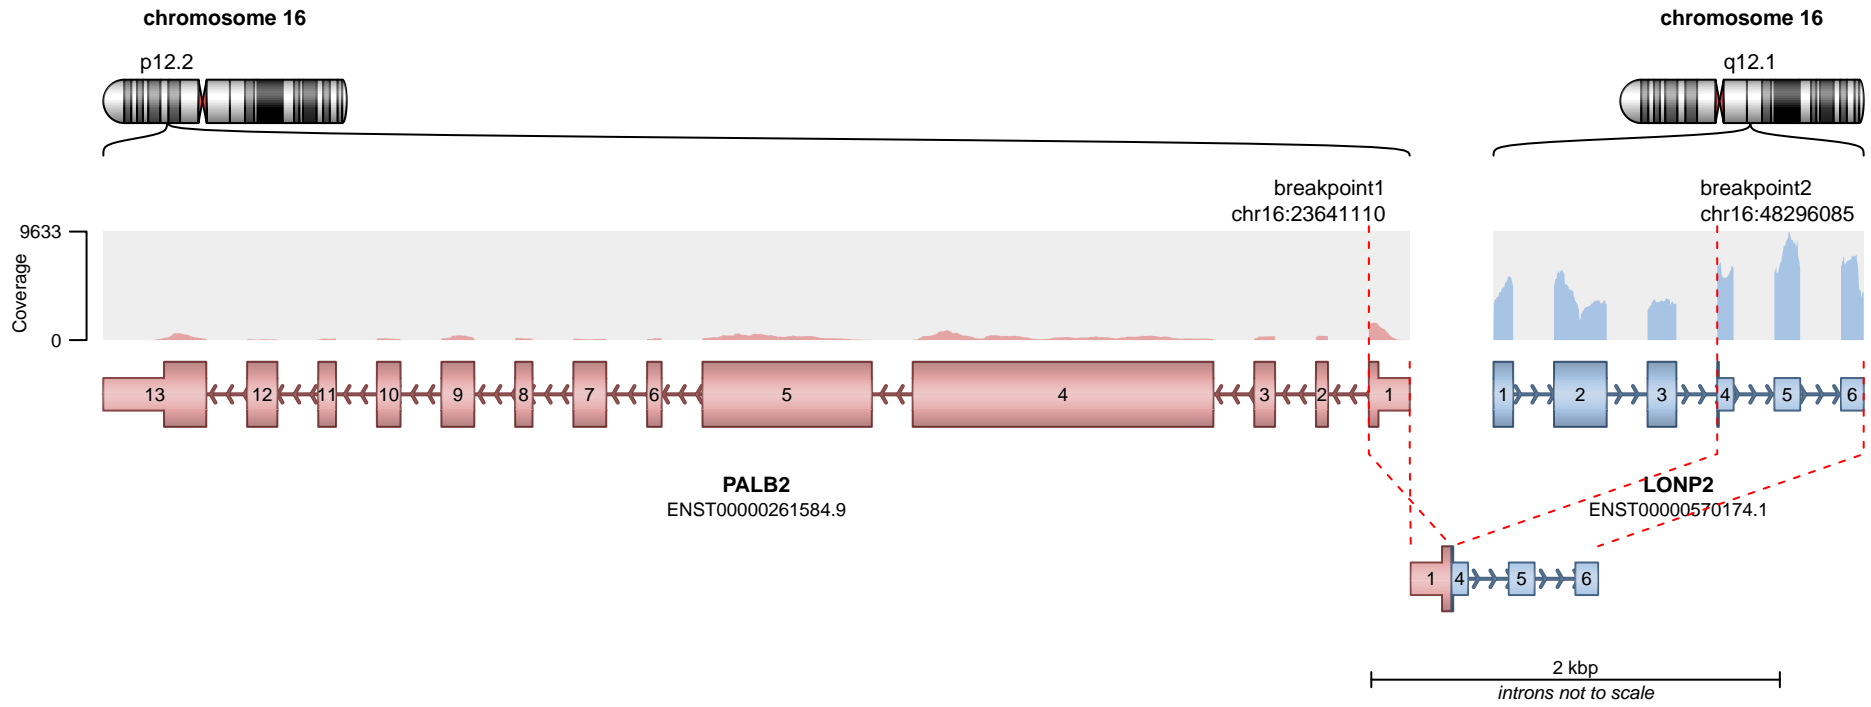 chromosome 16
chromosome 16
p12.2
q12.1
breakpoint1
chr16:23641110
breakpoint2
chr16:48296085
9633
Coverage
0
13 12 11 10 9 8 7 6 5 4 3 2 1
1 2 3 4 5 6
PALB2
ENST00000261584.9
LONP2
ENST00000570174.1
1 4 5 6
2 kbp
introns not to scale